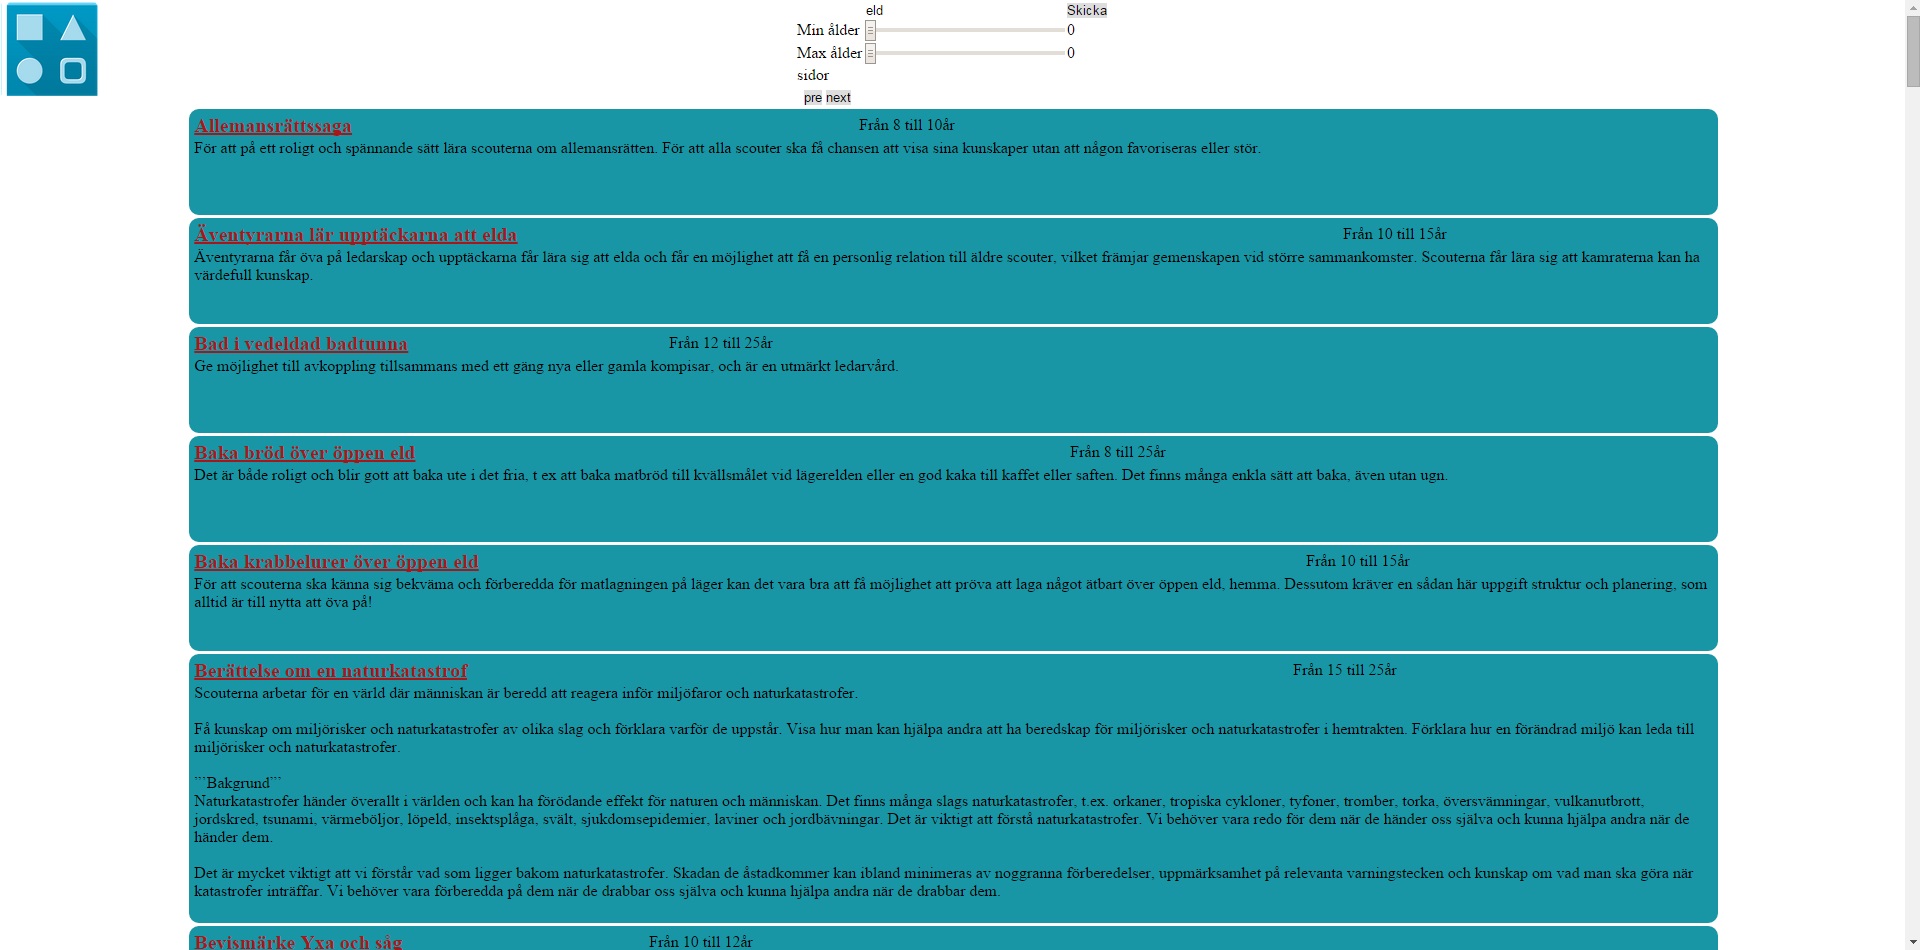 eld Skicka
Min ålder 0
Max ålder 0
sidor
pre next
Allemansrättssaga Från 8 till 10år
För att på ett roligt och spännande sätt lära scouterna om allemansrätten. För att alla scouter ska få chansen att visa sina kunskaper utan att någon favoriseras eller stör.
Äventyrarna lär upptäckarna att elda Från 10 till 15år
Äventyrarna får öva på ledarskap och upptäckarna får lära sig att elda och får en möjlighet att få en personlig relation till äldre scouter, vilket främjar gemenskapen vid större sammankomster. Scouterna får lära sig att kamraterna kan ha
värdefull kunskap.
Bad i vedeldad badtunna Från 12 till 25år
Ge möjlighet till avkoppling tillsammans med ett gäng nya eller gamla kompisar, och är en utmärkt ledarvård.
Baka bröd över öppen eld Från 8 till 25år
Det är både roligt och blir gott att baka ute i det fria, t ex att baka matbröd till kvällsmålet vid lägerelden eller en god kaka till kaffet eller saften. Det finns många enkla sätt att baka, även utan ugn.
Baka krabbelurer över öppen eld Från 10 till 15år
För att scouterna ska känna sig bekväma och förberedda för matlagningen på läger kan det vara bra att få möjlighet att pröva att laga något ätbart över öppen eld, hemma. Dessutom kräver en sådan här uppgift struktur och planering, som
alltid är till nytta att öva på!
Berättelse om en naturkatastrof Från 15 till 25år
Scouterna arbetar för en värld där människan är beredd att reagera inför miljöfaror och naturkatastrofer.
Få kunskap om miljörisker och naturkatastrofer av olika slag och förklara varför de uppstår. Visa hur man kan hjälpa andra att ha beredskap för miljörisker och naturkatastrofer i hemtrakten. Förklara hur en förändrad miljö kan leda till
miljörisker och naturkatastrofer.
'''Bakgrund'''
Naturkatastrofer händer överallt i världen och kan ha förödande effekt för naturen och människan. Det finns många slags naturkatastrofer, t.ex. orkaner, tropiska cykloner, tyfoner, tromber, torka, översvämningar, vulkanutbrott,
jordskred, tsunami, värmeböljor, löpeld, insektsplåga, svält, sjukdomsepidemier, laviner och jordbävningar. Det är viktigt att förstå naturkatastrofer. Vi behöver vara redo för dem när de händer oss själva och kunna hjälpa andra när de
händer dem.
Det är mycket viktigt att vi förstår vad som ligger bakom naturkatastrofer. Skadan de åstadkommer kan ibland minimeras av noggranna förberedelser, uppmärksamhet på relevanta varningstecken och kunskap om vad man ska göra när
katastrofer inträffar. Vi behöver vara förberedda på dem när de drabbar oss själva och kunna hjälpa andra när de drabbar dem.
Bevismärke Yxa och såg Från 10 till 12år